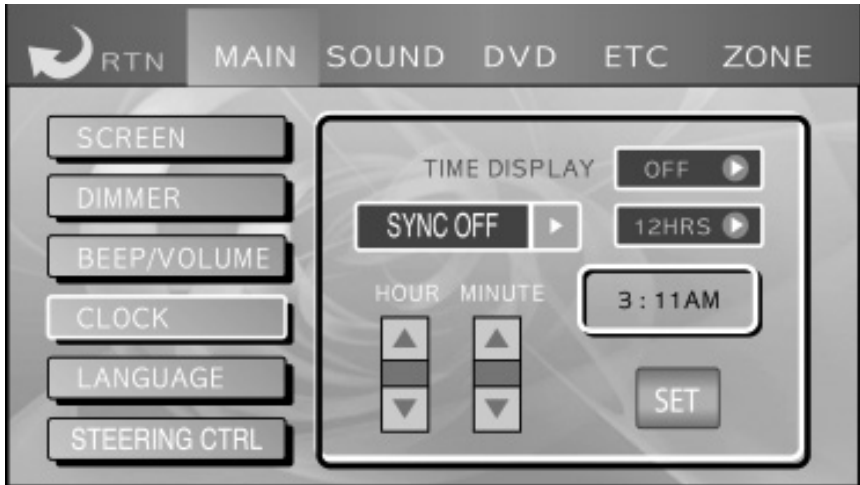 RTN MAIN SOUND DVD ETC ZONE
SCREEN
DIMMER
BEEP/VOLUME
CLOCK
LANGUAGE
STEERING CTRL
TIME DISPLAY OFF
SYNC OFF 12HRS
HOUR MINUTE
3 : 11AM
SET